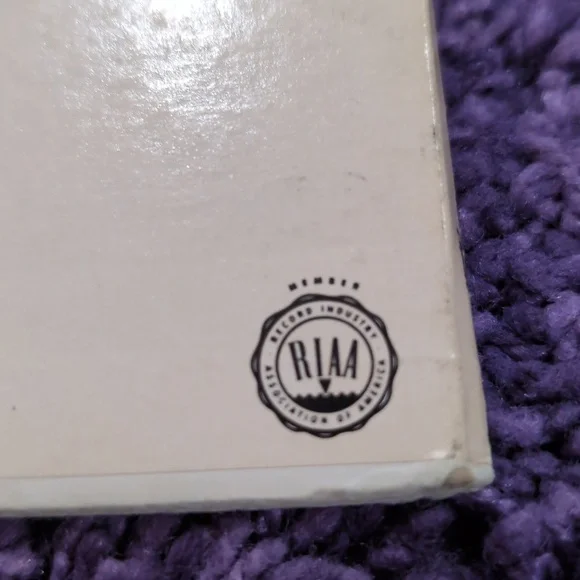 MEMBER
RECORD INDUSTRY
RIAA
ASSOCIATION OF AMERICA